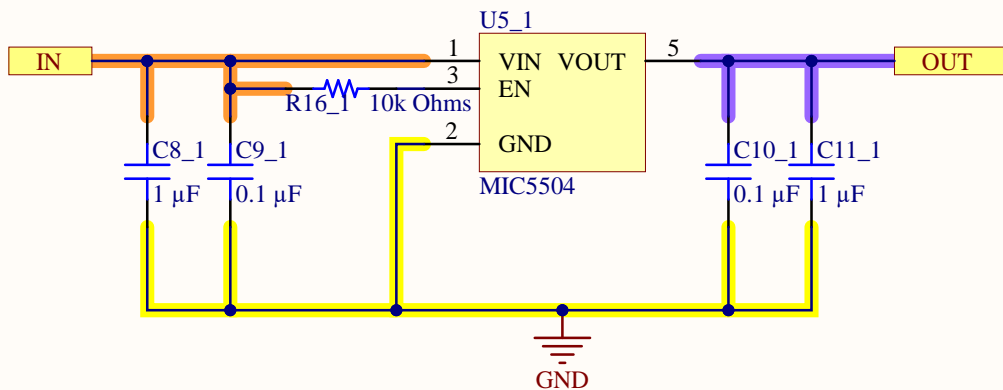 U5_1
IN
1
VIN
VOUT
5
OUT
3
EN
R16_1
10k Ohms
2
GND
C8_1
C9_1
C10_1
C11_1
1 µF
0.1 µF
MIC5504
0.1 µF
1 µF
GND